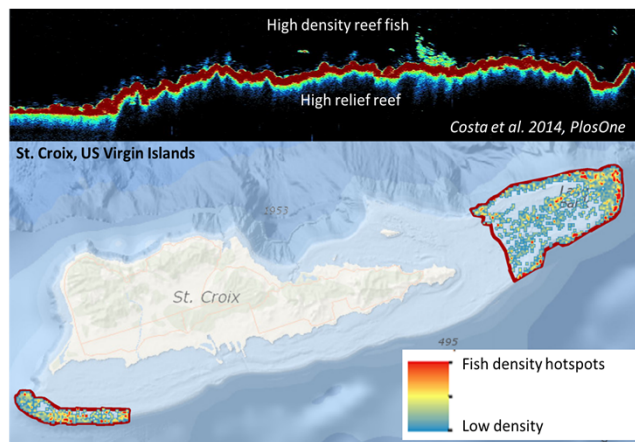 High density reef fish
High relief reef
Costa et al. 2014, PlosOne
St. Croix, US Virgin Islands
1953
St. Croix
495
Fish density hotspots
Low density